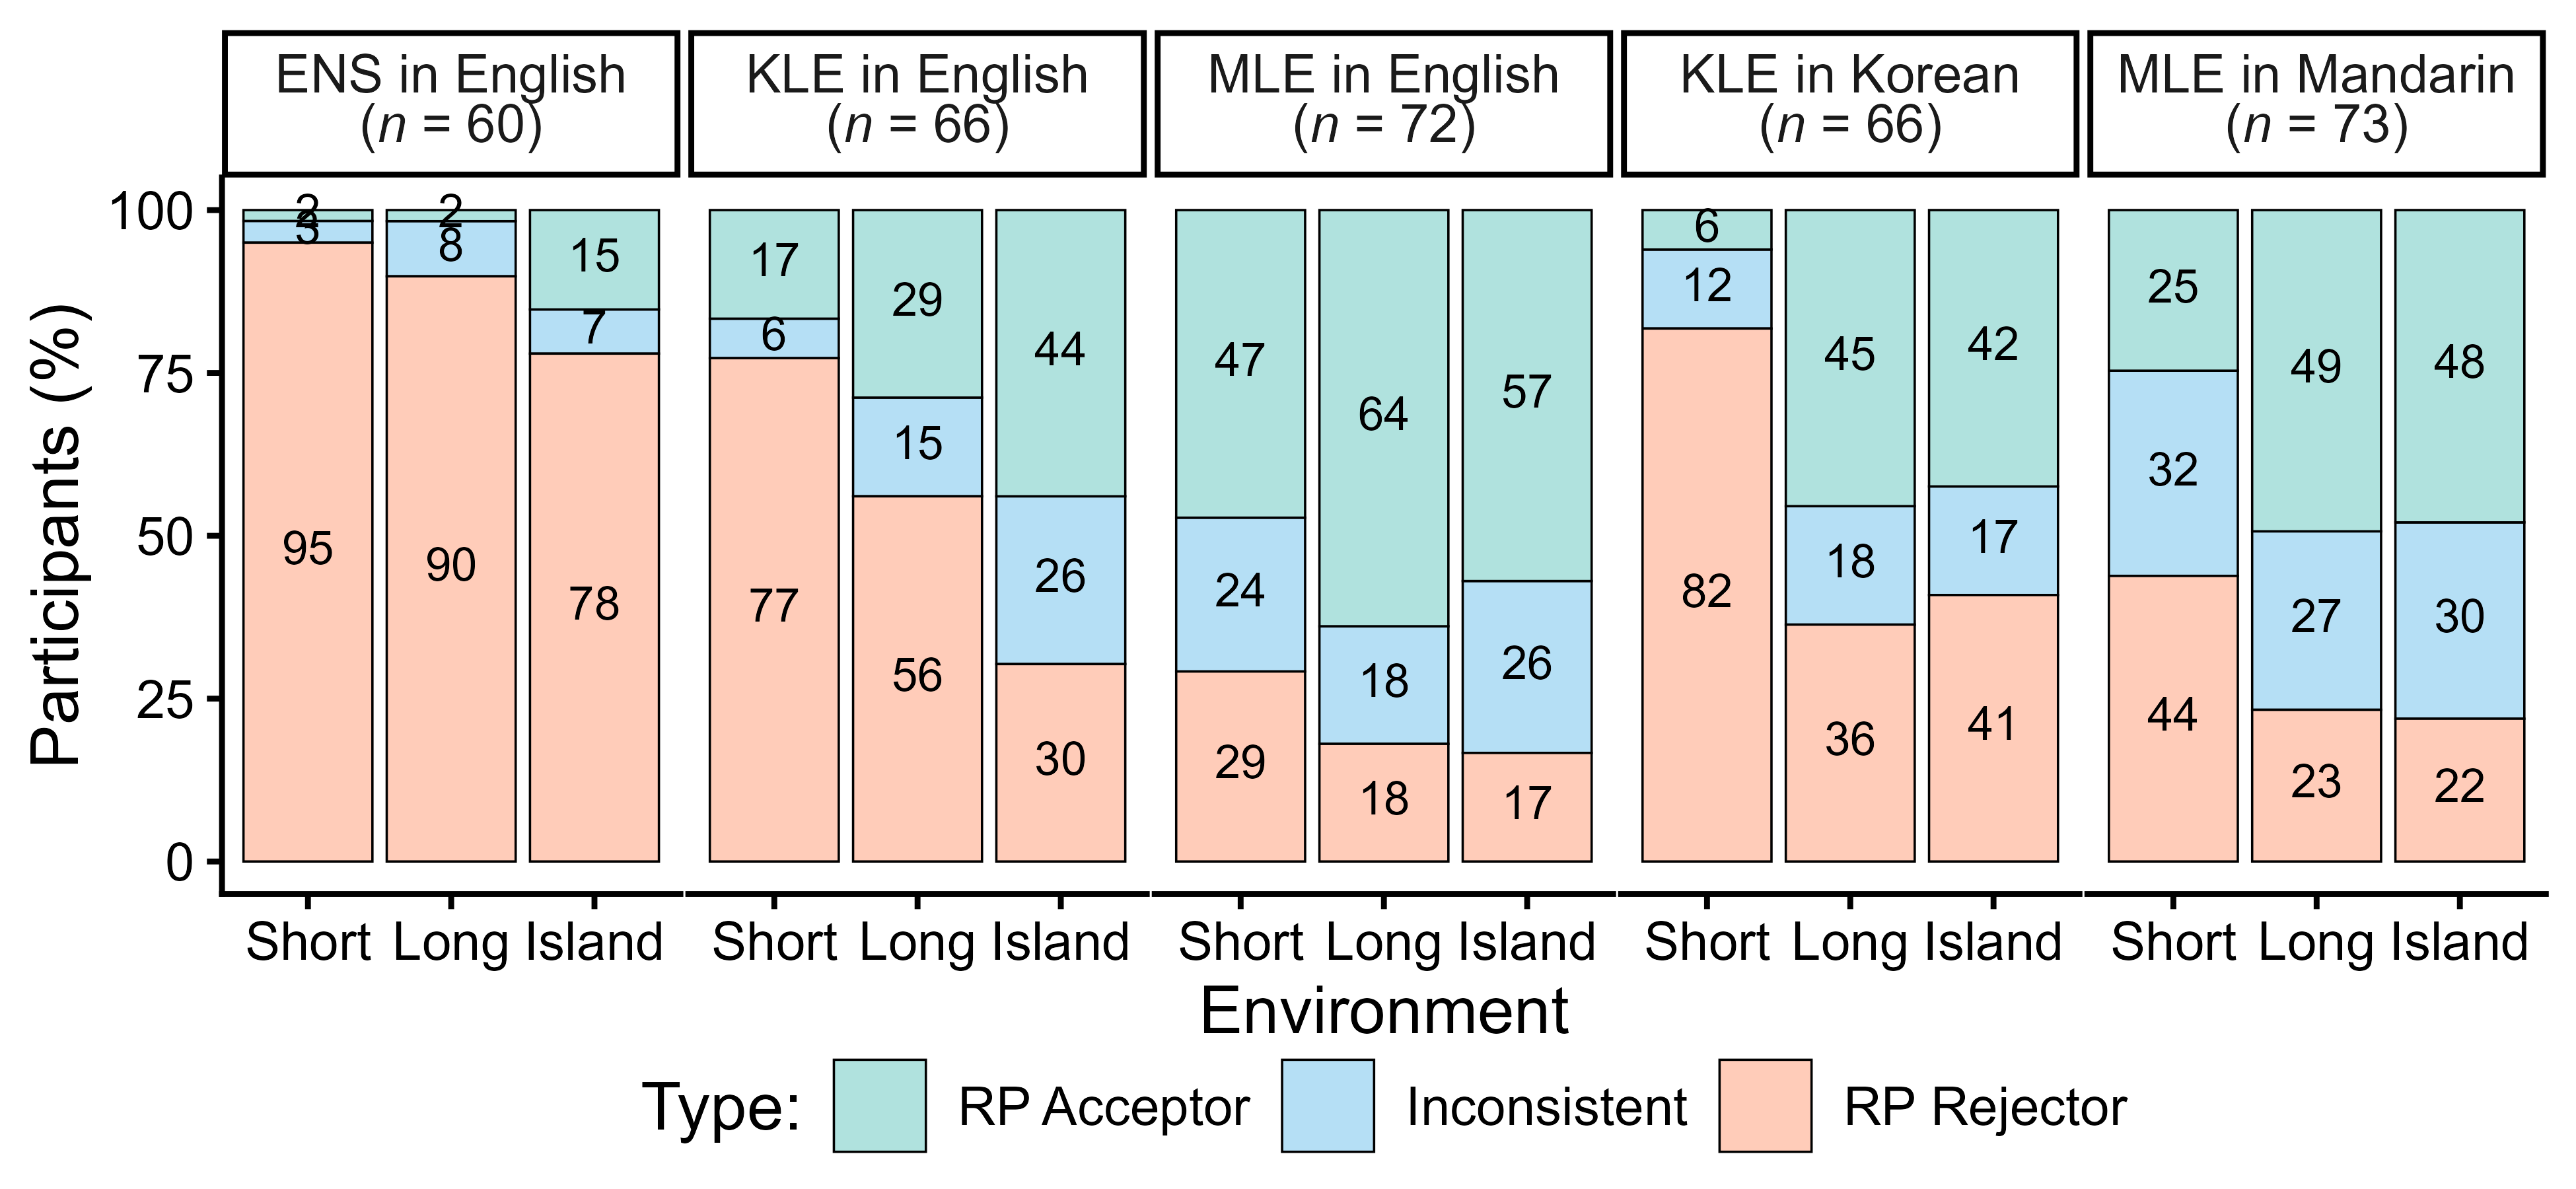 ENS in English
(n = 60)
KLE in English
(n = 66)
MLE in English
(n = 72)
KLE in Korean
(n = 66)
MLE in Mandarin
(n = 73)
Participants (%)
100
75
50
25
0
2
3
95
2
8
90
15
7
78
17
6
77
29
15
56
44
26
30
47
24
29
64
18
18
57
26
17
6
12
82
45
18
36
42
17
41
25
32
44
49
27
23
48
30
22
Short Long Island
Short Long Island
Short Long Island
Short Long Island
Short Long Island
Environment
Type: RP Acceptor Inconsistent RP Rejector